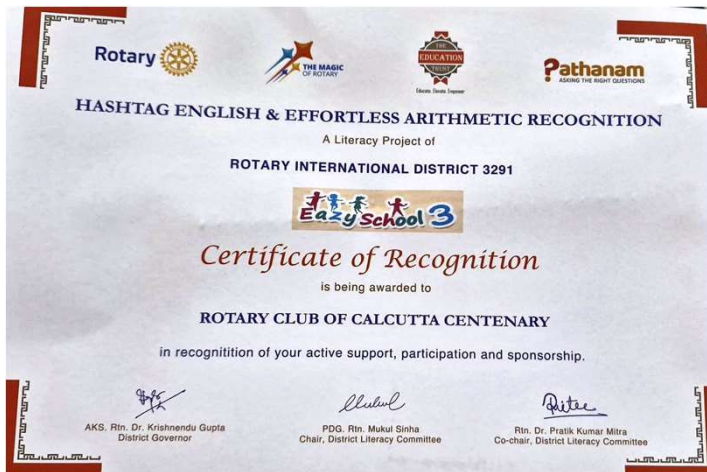 Rotary
THE MAGIC
OF ROTARY
THE
EDUCATION
TRUST
Educate. Elevate. Empower
Pathanam
ASKING THE RIGHT QUESTIONS
HASHTAG ENGLISH & EFFORTLESS ARITHMETIC RECOGNITION
A Literacy Project of
ROTARY INTERNATIONAL DISTRICT 3291
Eazy School 3
Certificate of Recognition
is being awarded to
ROTARY CLUB OF CALCUTTA CENTENARY
in recognitition of your active support, participation and sponsorship.
AKS. Rtn. Dr. Krishnendu Gupta
District Governor
PDG. Rtn. Mukul Sinha
Chair, District Literacy Committee
Rtn. Dr. Pratik Kumar Mitra
Co-chair, District Literacy Committee